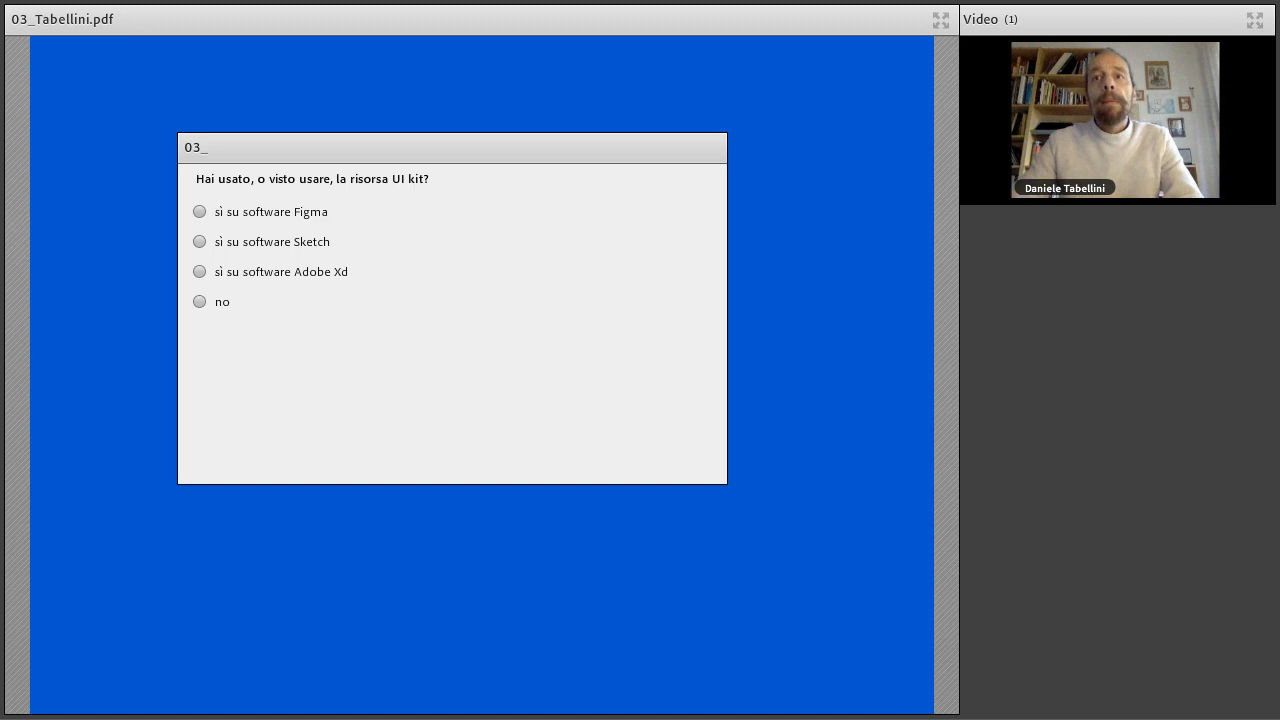 03_Tabellini.pdf
Video (1)
Daniele Tabellini
03_
Hai usato, o visto usare, la risorsa UI kit?
sì su software Figma
sì su software Sketch
sì su software Adobe Xd
no